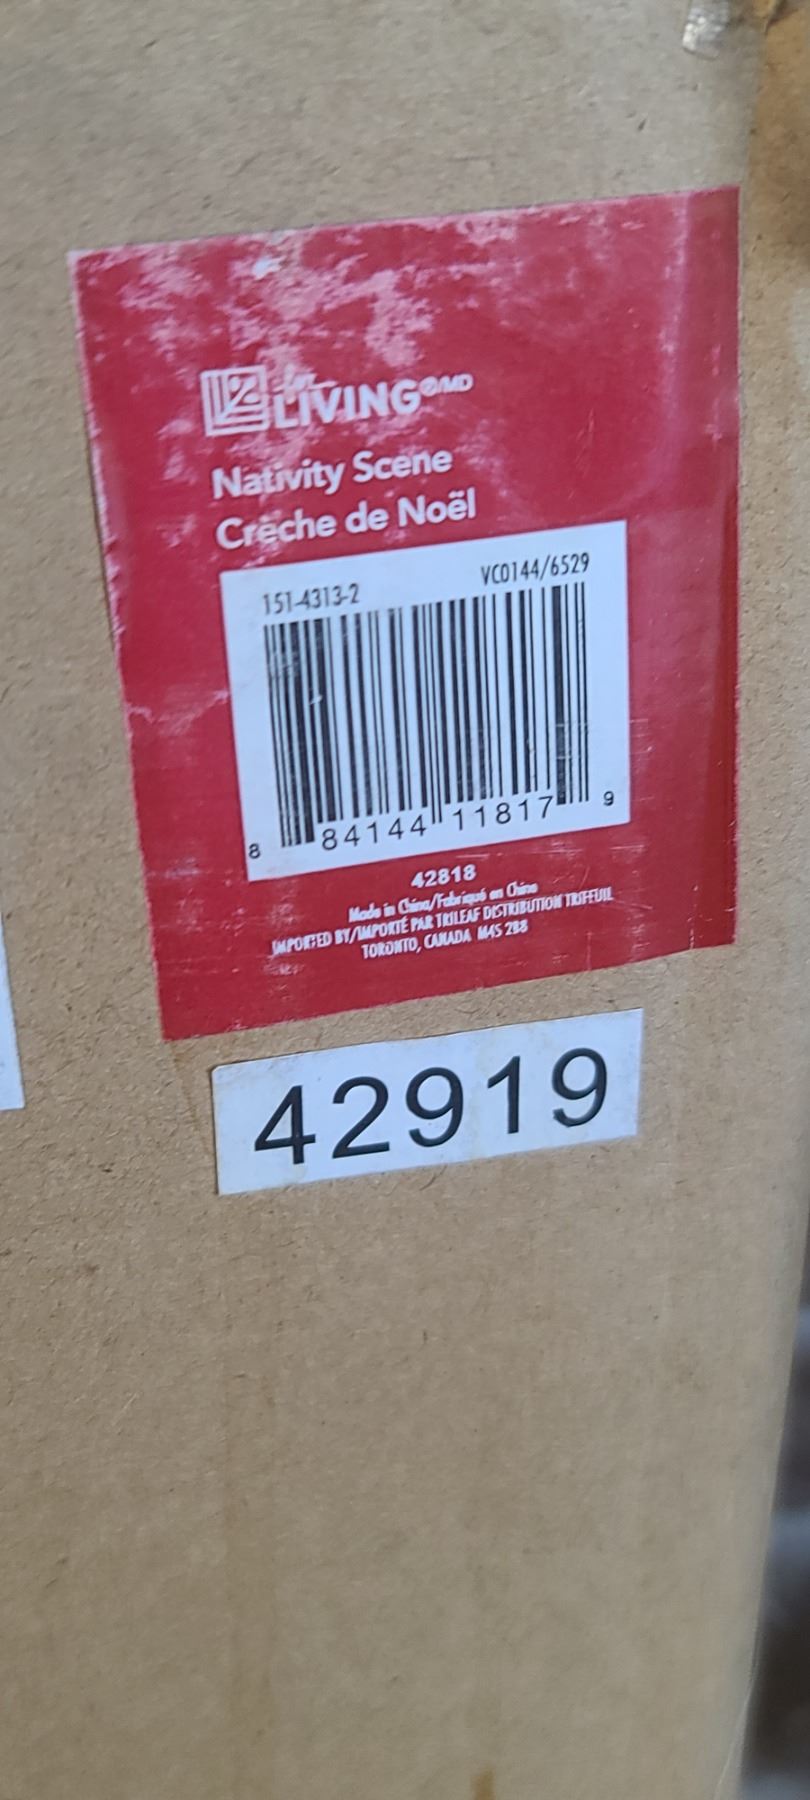 LIVING®/MD
Nativity Scene
Crèche de Noël
151-4313-2 VC0144/6529
8 84144 11817 9
42818
Made in China/Fabriqué en Chine
IMPORTED BY/IMPORTÉ PAR TRILEAF DISTRIBUTION TRIFEUIL
TORONTO, CANADA M4S 2B8
42919